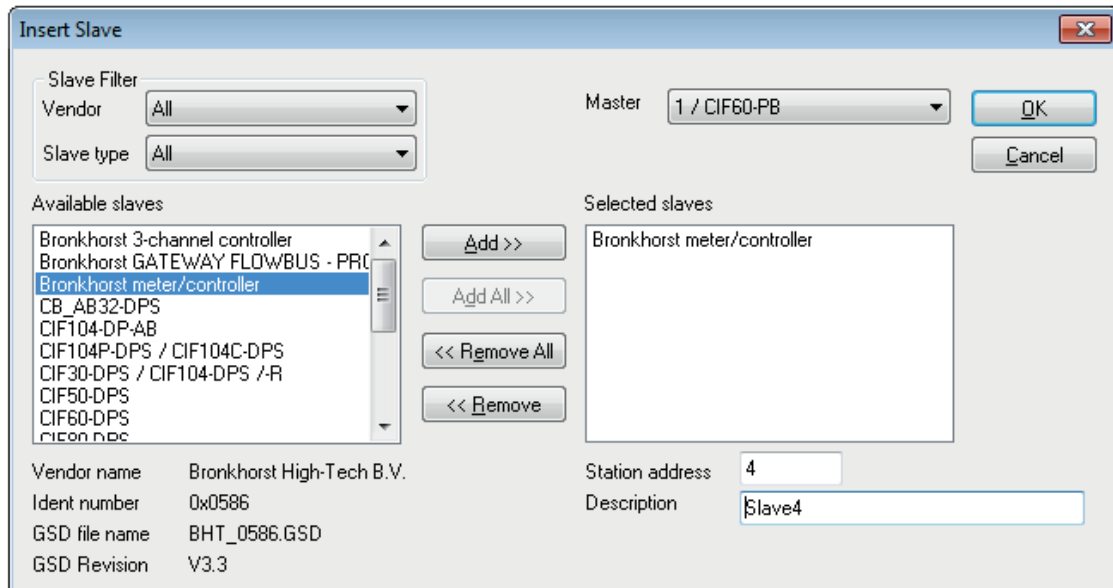 Insert Slave
Slave Filter
Vendor All
Slave type All
Master 1 / CIF60-PB
OK
Cancel
Available slaves
Bronkhorst 3-channel controller
Bronkhorst GATEWAY FLOWBUS - PRO
Bronkhorst meter/controller
CB_AB32-DPS
CIF104-DP-AB
CIF104P-DPS / CIF104C-DPS
CIF30-DPS / CIF104-DPS /-R
CIF50-DPS
CIF60-DPS
Add >>
Add All >>
<< Remove All
<< Remove
Selected slaves
Bronkhorst meter/controller
Vendor name Bronkhorst High-Tech B.V.
Ident number 0x0586
GSD file name BHT_0586.GSD
GSD Revision V3.3
Station address 4
Description Slave4